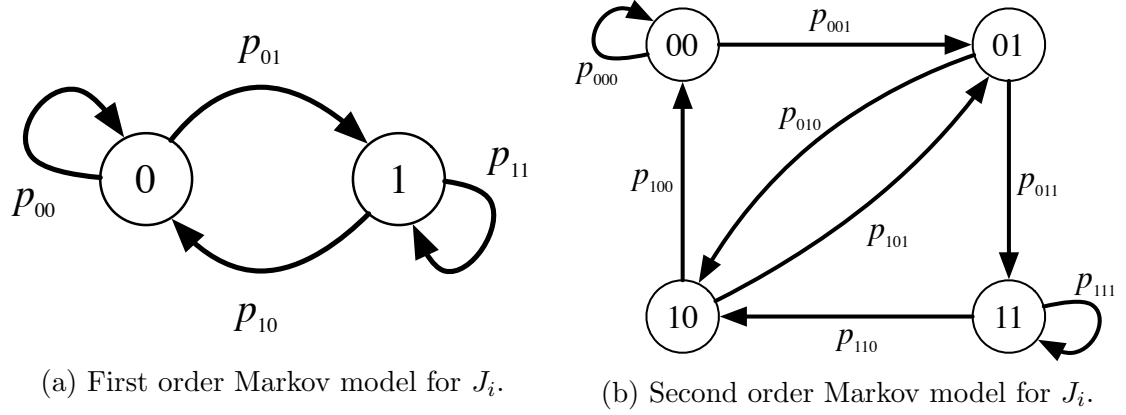 p₀₁
0
1
p₀₀
p₁₁
p₁₀
(a) First order Markov model for Jᵢ.
00
p₀₀₁
01
p₀₀₀
p₀₁₀
p₁₀₀
p₀₁₁
p₁₀₁
10
11
p₁₁₁
p₁₁₀
(b) Second order Markov model for Jᵢ.